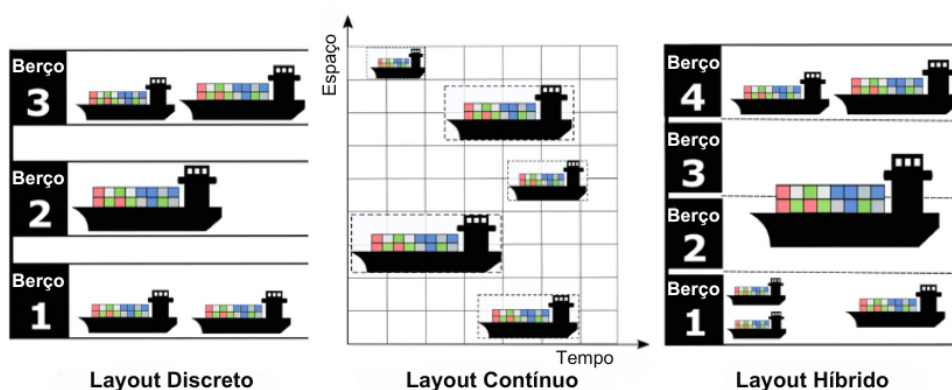 Berço
3
Berço
2
Berço
1
Layout Discreto
Espaço
Tempo
Layout Contínuo
Berço
4
Berço
3
Berço
2
Berço
1
Layout Híbrido